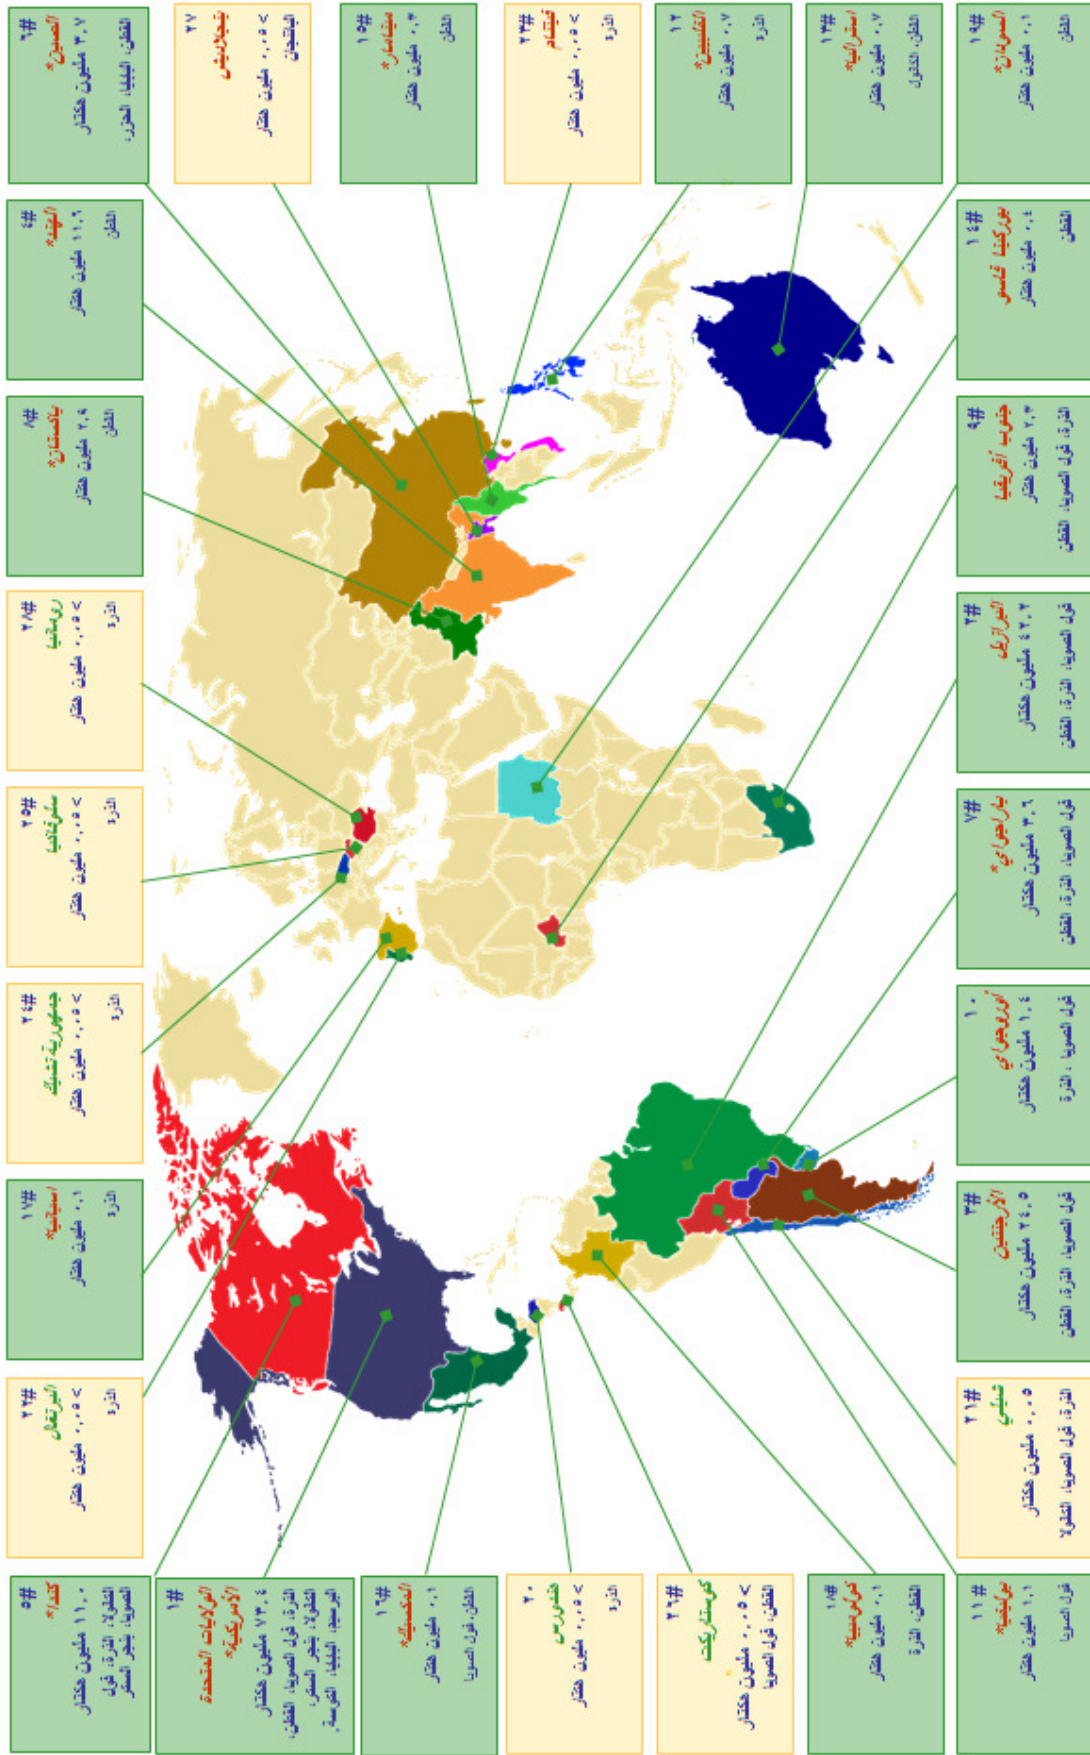 #٦
الصين*
٣,٧ مليون هكتار
القطن، البابايا، الحور،
#٤
الهند*
١١,٦ مليون هكتار
القطن
#٨
باكستان*
٢,٩ مليون هكتار
القطن
#٢٨
رومانيا
< ٠,٠٥ مليون هكتار
الذرة
#٢٥
سلوفاكيا
< ٠,٠٥ مليون هكتار
الذرة
#٢٤
جمهورية تشيك
< ٠,٠٥ مليون هكتار
الذرة
#١٧
اسبانيا*
٠,١ مليون هكتار
الذرة
#٢٢
البرتغال
< ٠,٠٥ مليون هكتار
الذرة
#٥
كندا*
١١,٠ مليون هكتار
الكانولا، الذرة، فول
الصويا، بنجر السكر
٢٧
بنجلاديش
< ٠,٠٥ مليون هكتار
الباذنجان
#١٥
ميانمار*
٠,٣ مليون هكتار
القطن
#٢٣
فيتنام
< ٠,٠٥ مليون هكتار
الذرة
١٢
الفلبين*
٠,٧ مليون هكتار
الذرة
#١٣
استراليا*
٠,٧ مليون هكتار
القطن، الكانولا
#١٩
السودان*
٠,١ مليون هكتار
القطن
#١
الولايات المتحدة
الأمريكية*
٧٣,٤ مليون هكتار
الذرة، فول الصويا، القطن،
الكانولا، بنجر السكر،
البرسيم، البابايا، الكوسة،
#١٦
المكسيك*
٠,١ مليون هكتار
القطن، فول الصويا
٢٠
هندورس
< ٠,٠٥ مليون هكتار
الذرة
#٢٦
كوستاريكت
< ٠,٠٥ مليون هكتار
القطن، فول الصويا
#١٨
كولومبيا*
٠,١ مليون هكتار
القطن، الذرة
#١١
بوليفيا*
١,١ مليون هكتار
فول الصويا
#١٤
بوركينا فاسو
٠,٤ مليون هكتار
القطن
#٩
جنوب أفريقيا
٢,٣ مليون هكتار
الذرة، فول الصويا، القطن
#٢
البرازيل
٤٢,٢ مليون هكتار
فول الصويا، الذرة، القطن
#٧
باراجواي*
٣,٦ مليون هكتار
فول الصويا، الذرة، القطن
١٠
أوروجواي
١,٤ مليون هكتار
فول الصويا ، الذرة
#٣
الأرجنتين
٢٤,٥ مليون هكتار
فول الصويا، الذرة، القطن
#٢١
شيلي
٠,٠٥ مليون هكتار
الذرة، فول الصويا، الكانولا